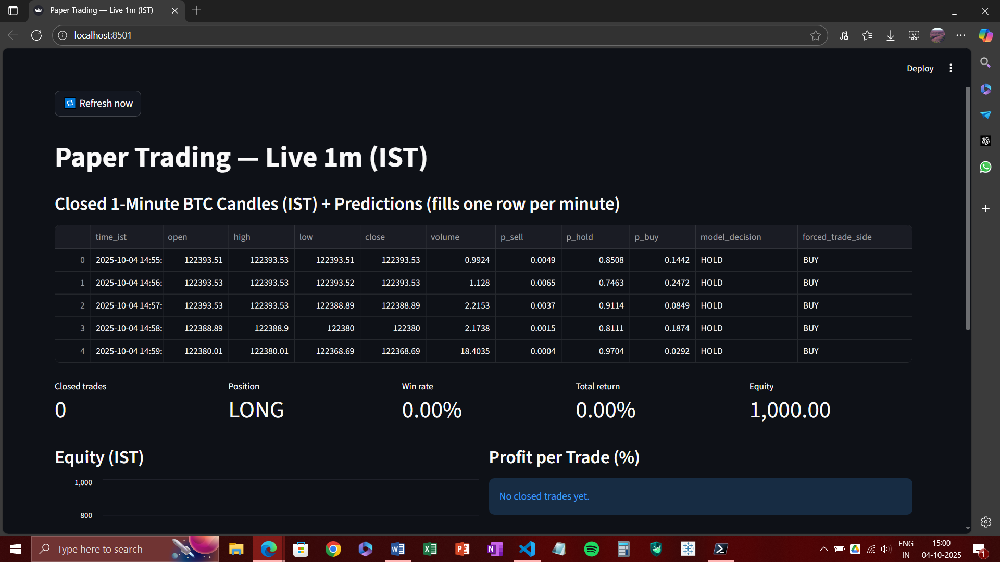 Paper Trading — Live 1m (IST)
localhost:8501
Deploy
Refresh now
Paper Trading — Live 1m (IST)
Closed 1-Minute BTC Candles (IST) + Predictions (fills one row per minute)
time_ist open high low close volume p_sell p_hold p_buy model_decision forced_trade_side
0 2025-10-04 14:55: 122393.51 122393.53 122393.51 122393.53 0.9924 0.0049 0.8508 0.1442 HOLD BUY
1 2025-10-04 14:56: 122393.53 122393.53 122393.52 122393.53 1.128 0.0065 0.7463 0.2472 HOLD BUY
2 2025-10-04 14:57: 122393.53 122393.53 122388.89 122388.89 2.2153 0.0037 0.9114 0.0849 HOLD BUY
3 2025-10-04 14:58: 122388.89 122388.9 122380 122380 2.1738 0.0015 0.8111 0.1874 HOLD BUY
4 2025-10-04 14:59: 122380.01 122380.01 122368.69 122368.69 18.4035 0.0004 0.9704 0.0292 HOLD BUY
Closed trades Position Win rate Total return Equity
0 LONG 0.00% 0.00% 1,000.00
Equity (IST) Profit per Trade (%)
1,000
No closed trades yet.
800
Type here to search
ENG
IN
15:00
04-10-2025
1